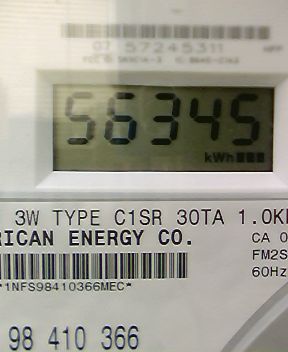 07 57245311
56345
kWh
3W TYPE C1SR 30TA 1.0K
RICAN ENERGY CO.
CA 0
FM2S
60Hz
*1NFS98410366MEC*
98 410 366